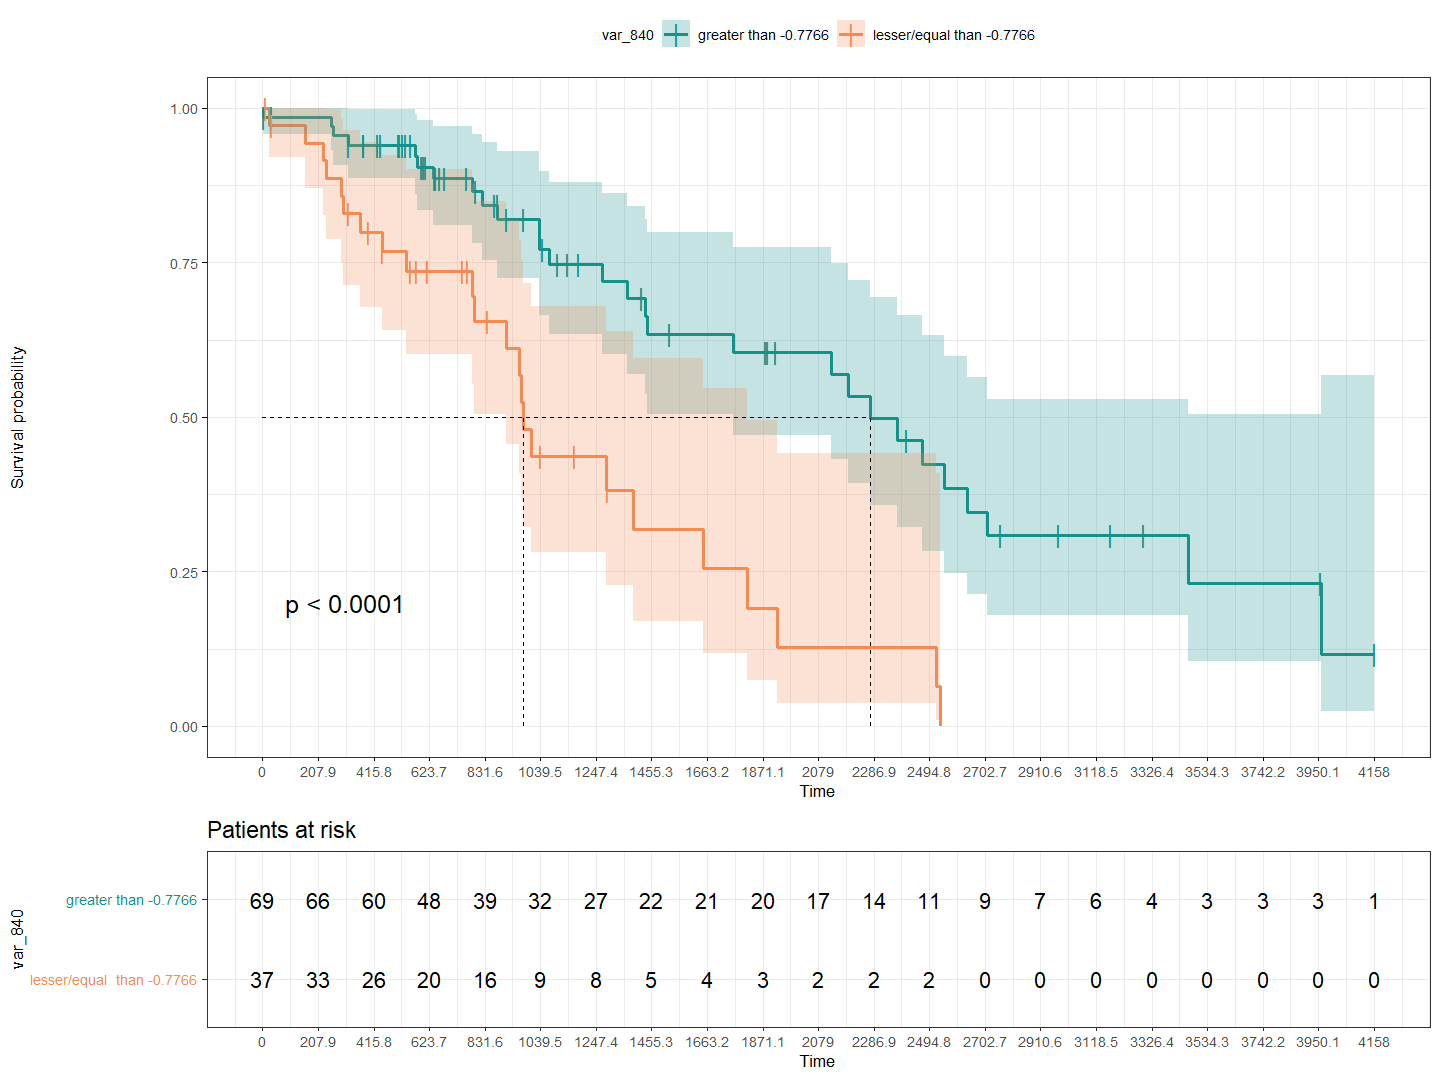 var_840 greater than -0.7766 lesser/equal than -0.7766
Survival probability
1.00
0.75
0.50
0.25
0.00
p < 0.0001
0 207.9 415.8 623.7 831.6 1039.5 1247.4 1455.3 1663.2 1871.1 2079 2286.9 2494.8 2702.7 2910.6 3118.5 3326.4 3534.3 3742.2 3950.1 4158
Time
Patients at risk
var_840
greater than -0.7766 69 66 60 48 39 32 27 22 21 20 17 14 11 9 7 6 4 3 3 3 1
lesser/equal  than -0.7766 37 33 26 20 16 9 8 5 4 3 2 2 2 0 0 0 0 0 0 0 0
0 207.9 415.8 623.7 831.6 1039.5 1247.4 1455.3 1663.2 1871.1 2079 2286.9 2494.8 2702.7 2910.6 3118.5 3326.4 3534.3 3742.2 3950.1 4158
Time